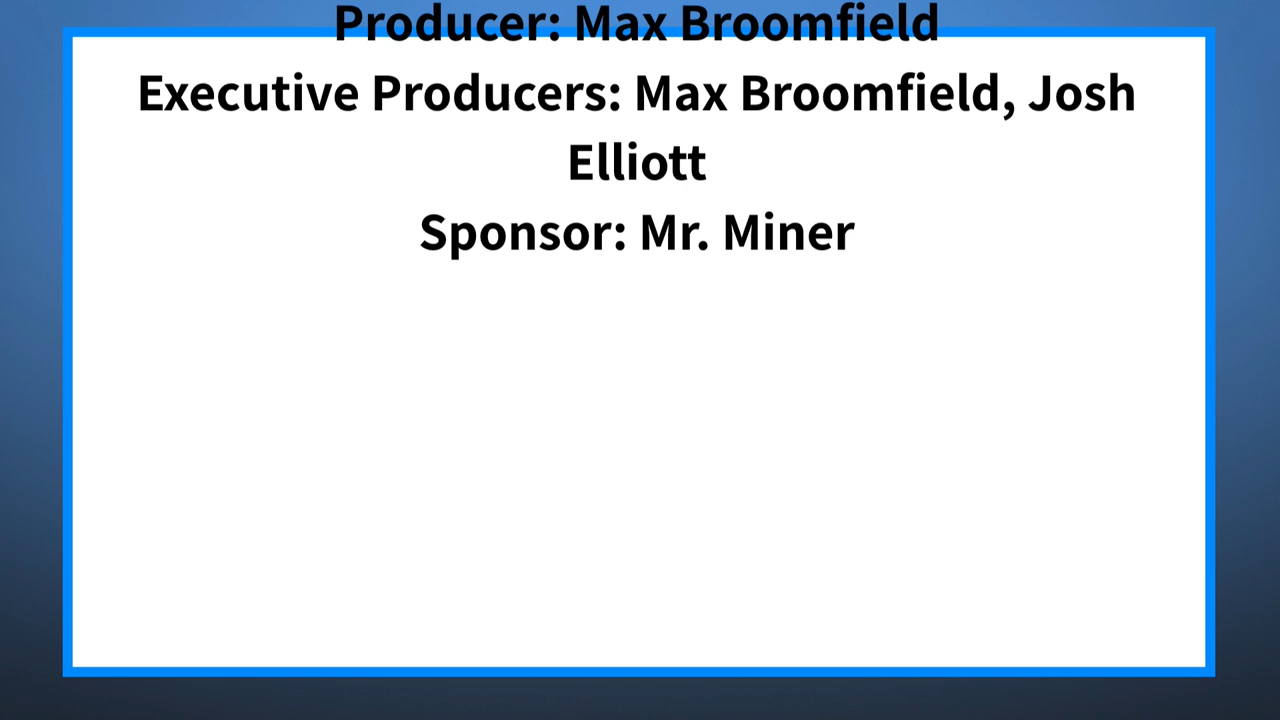 Producer: Max Broomfield
Executive Producers: Max Broomfield, Josh
Elliott
Sponsor: Mr. Miner